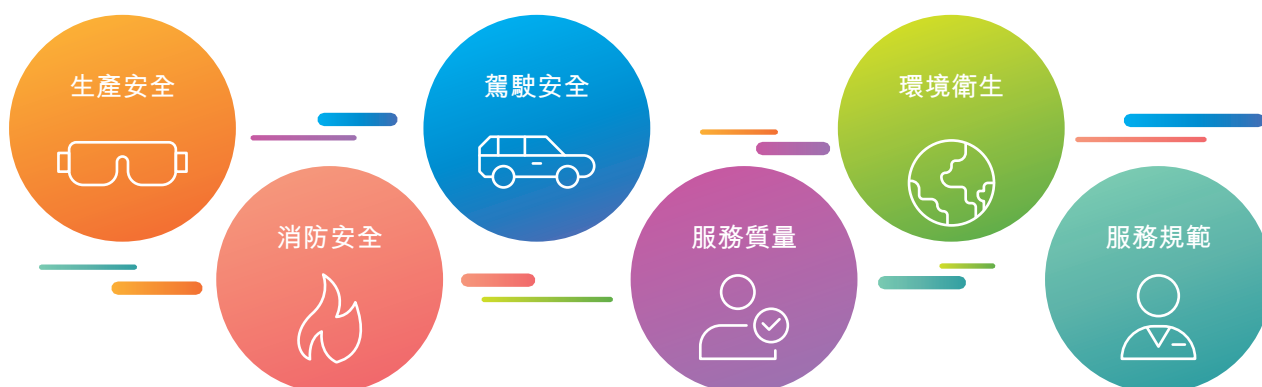 生產安全
消防安全
駕駛安全
服務質量
環境衛生
服務規範